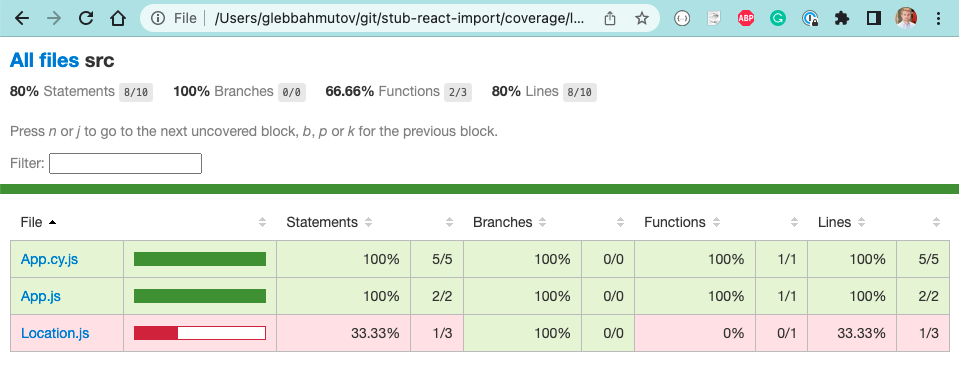 File /Users/glebbahmutov/git/stub-react-import/coverage/l...
ABP
All files src
80% Statements 8/10 100% Branches 0/0 66.66% Functions 2/3 80% Lines 8/10
Press n or j to go to the next uncovered block, b, p or k for the previous block.
Filter:
File Statements Branches Functions Lines
App.cy.js 100% 5/5 100% 0/0 100% 1/1 100% 5/5
App.js 100% 2/2 100% 0/0 100% 1/1 100% 2/2
Location.js 33.33% 1/3 100% 0/0 0% 0/1 33.33% 1/3